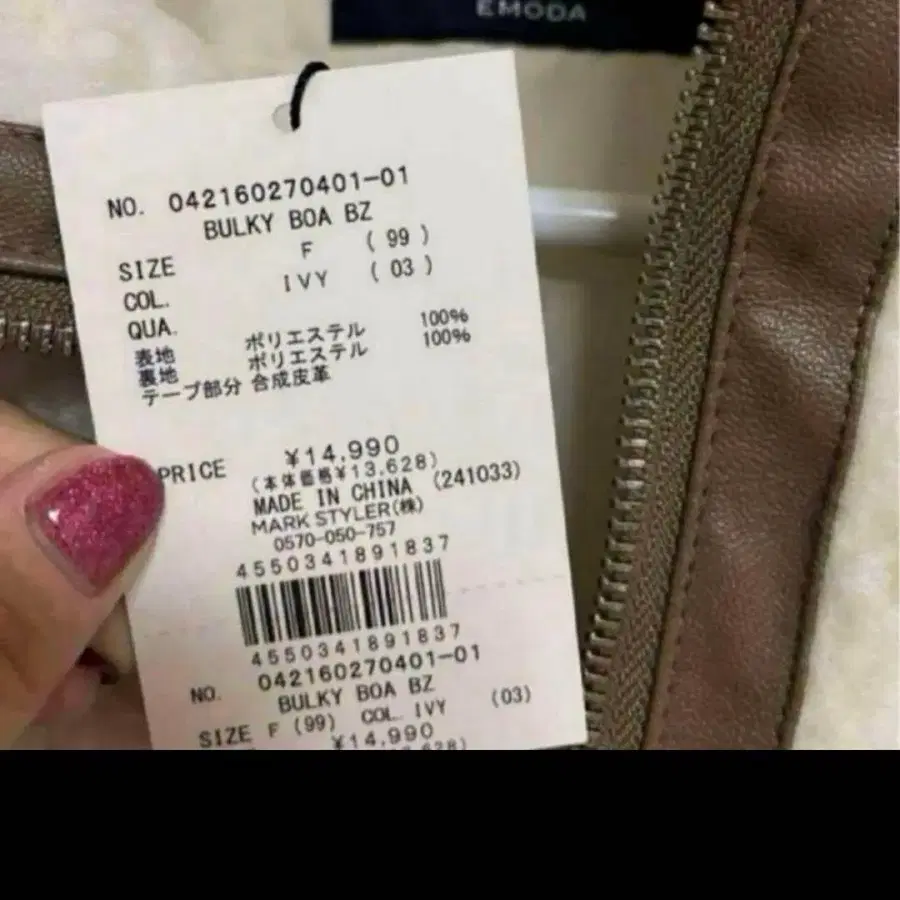 EMODA
NO. 042160270401-01
BULKY BOA BZ
SIZE F (99)
COL. IVY (03)
QUA.
表地 ポリエステル 100%
裏地 ポリエステル 100%
テープ部分 合成皮革
PRICE ¥14,990
(本体価格¥13,628)
MADE IN CHINA (241033)
MARK STYLER(株)
0570-050-757
4550341891837
4550341891837
NO. 042160270401-01
BULKY BOA BZ
SIZE F (99) COL. IVY (03)
¥14,990